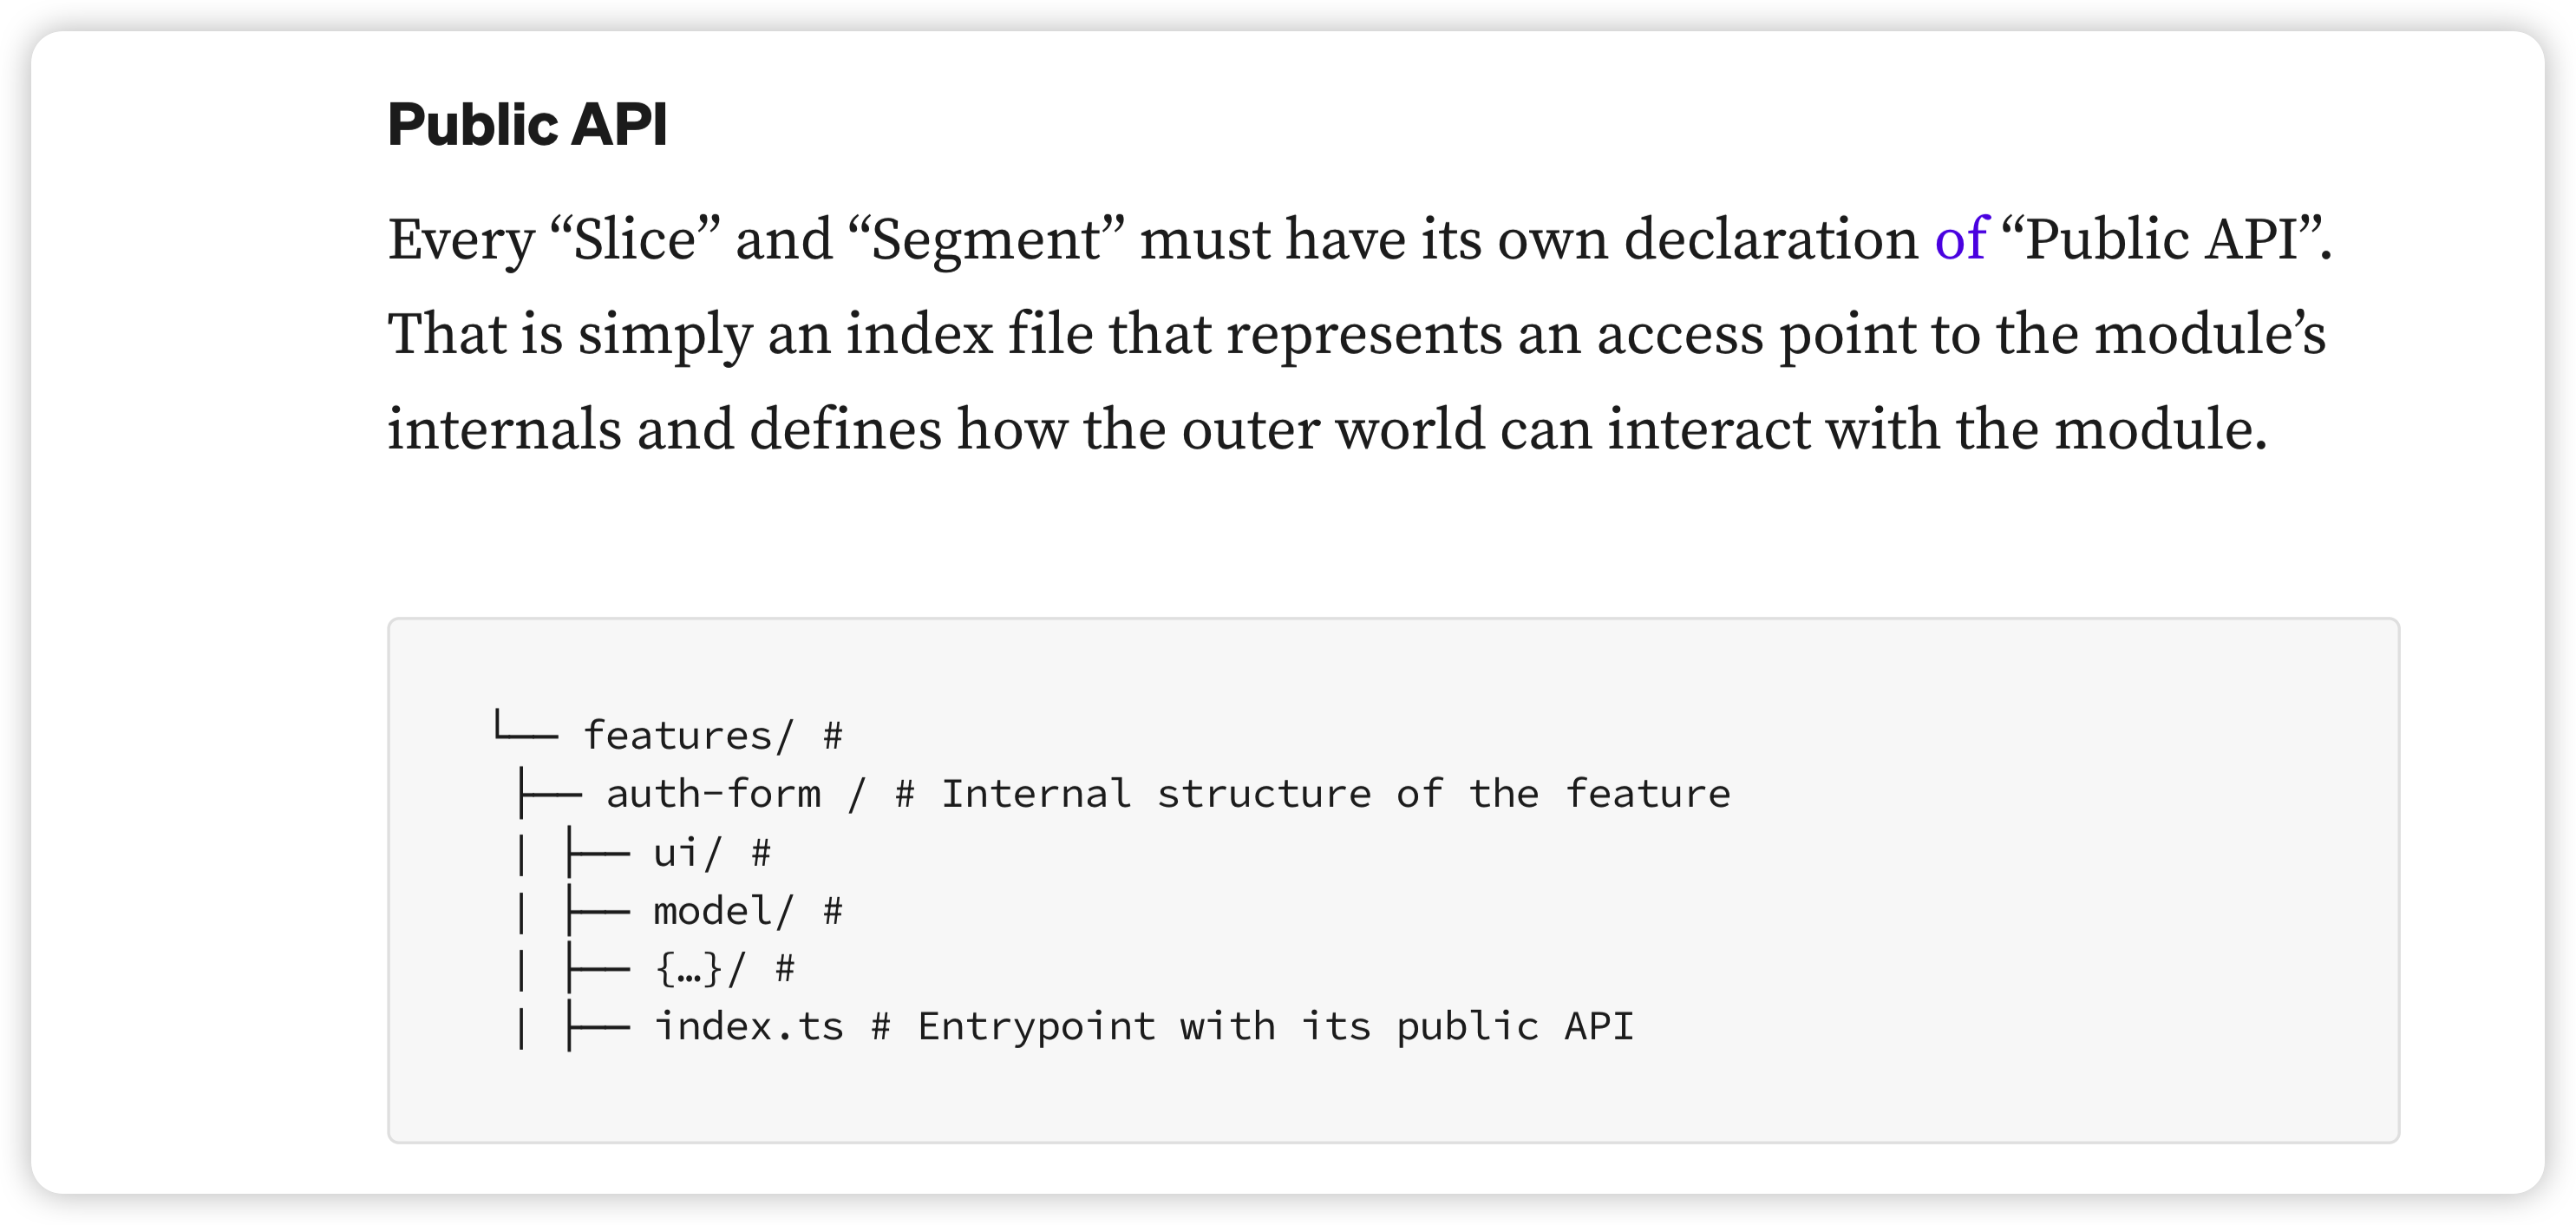 Public API
Every “Slice” and “Segment” must have its own declaration of “Public API”.
That is simply an index file that represents an access point to the module’s
internals and defines how the outer world can interact with the module.
└── features/ #
 ├── auth-form / # Internal structure of the feature
 | ├── ui/ #
 | ├── model/ #
 | ├── {…}/ #
 | ├── index.ts # Entrypoint with its public API